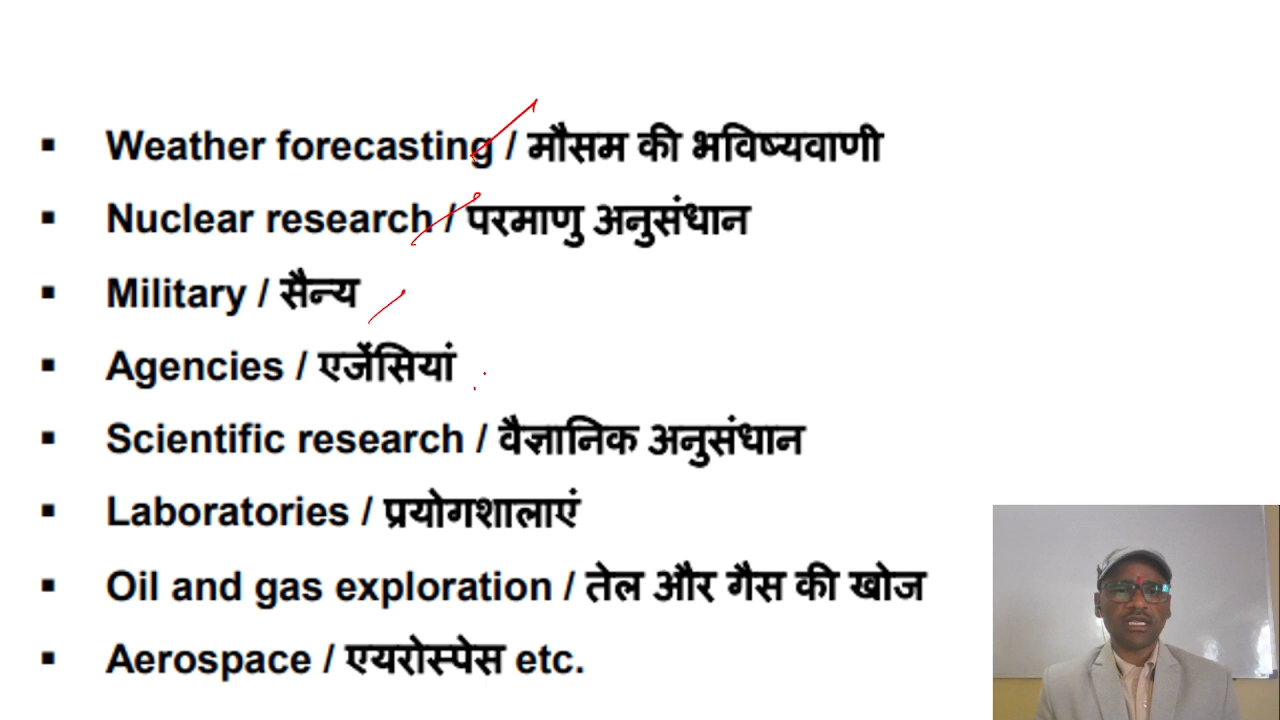 ▪ Weather forecasting / मौसम की भविष्यवाणी
▪ Nuclear research / परमाणु अनुसंधान
▪ Military / सैन्य
▪ Agencies / एजेंसियां
▪ Scientific research / वैज्ञानिक अनुसंधान
▪ Laboratories / प्रयोगशालाएं
▪ Oil and gas exploration / तेल और गैस की खोज
▪ Aerospace / एयरोस्पेस etc.